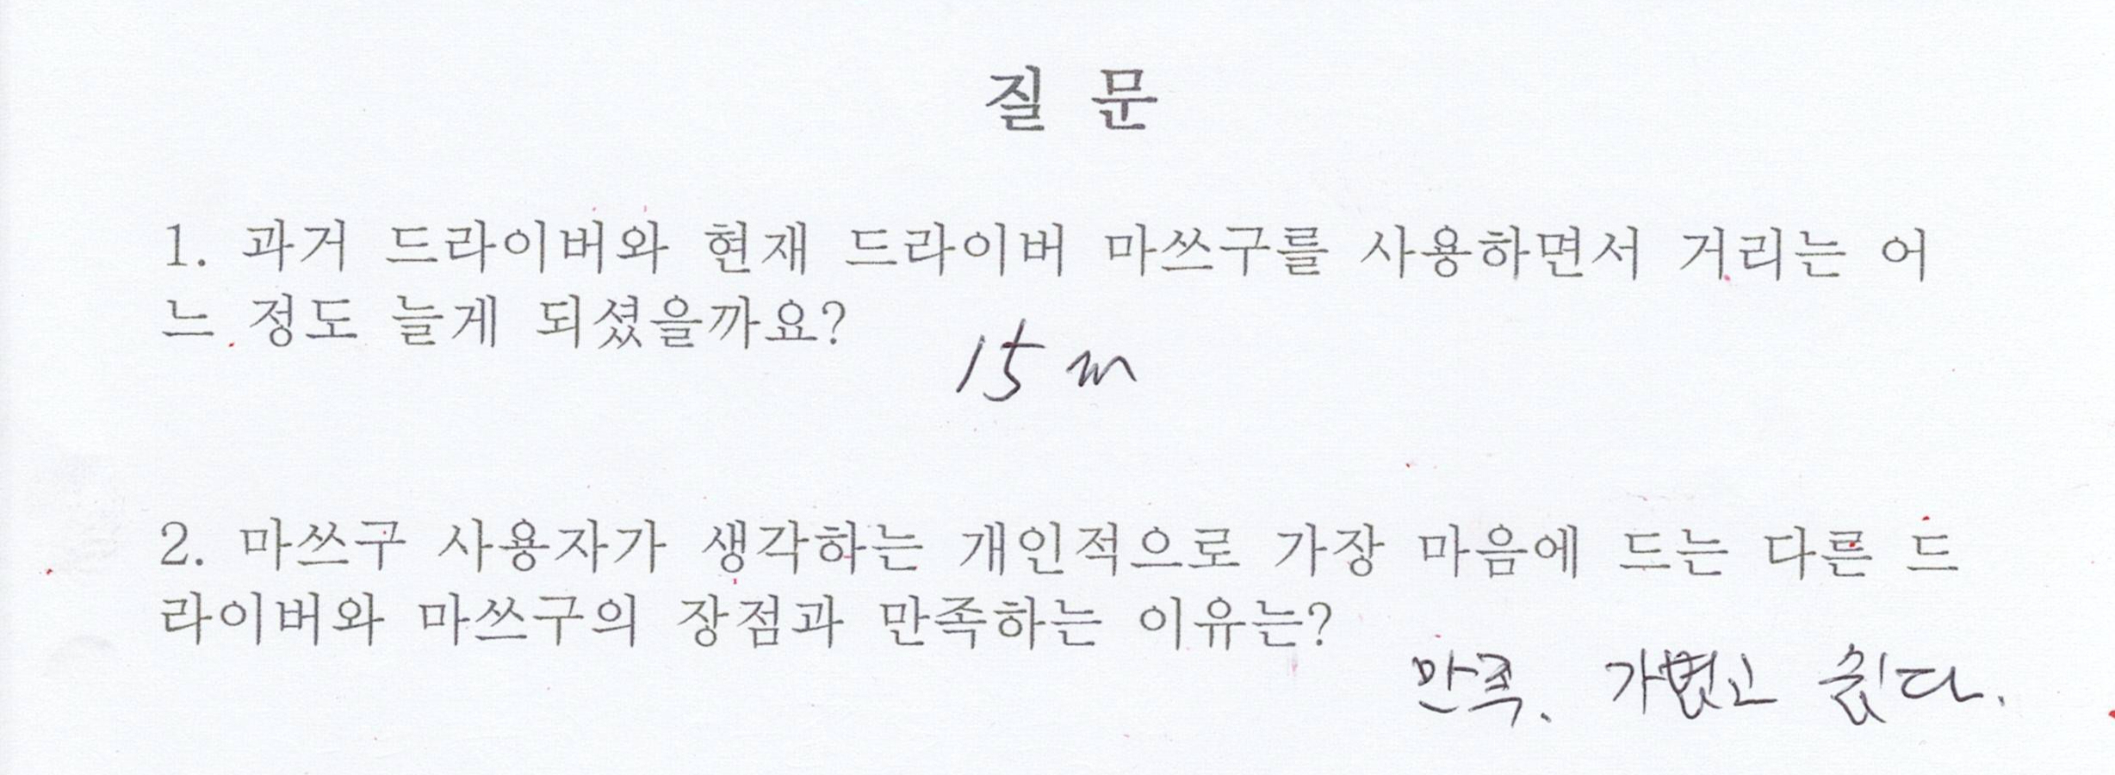 질 문
1. 과거 드라이버와 현재 드라이버 마쓰구를 사용하면서 거리는 어
느 정도 늘게 되셨을까요?
15 m
2. 마쓰구 사용자가 생각하는 개인적으로 가장 마음에 드는 다른 드
라이버와 마쓰구의 장점과 만족하는 이유는?
만족. 가볍고 쉽다.